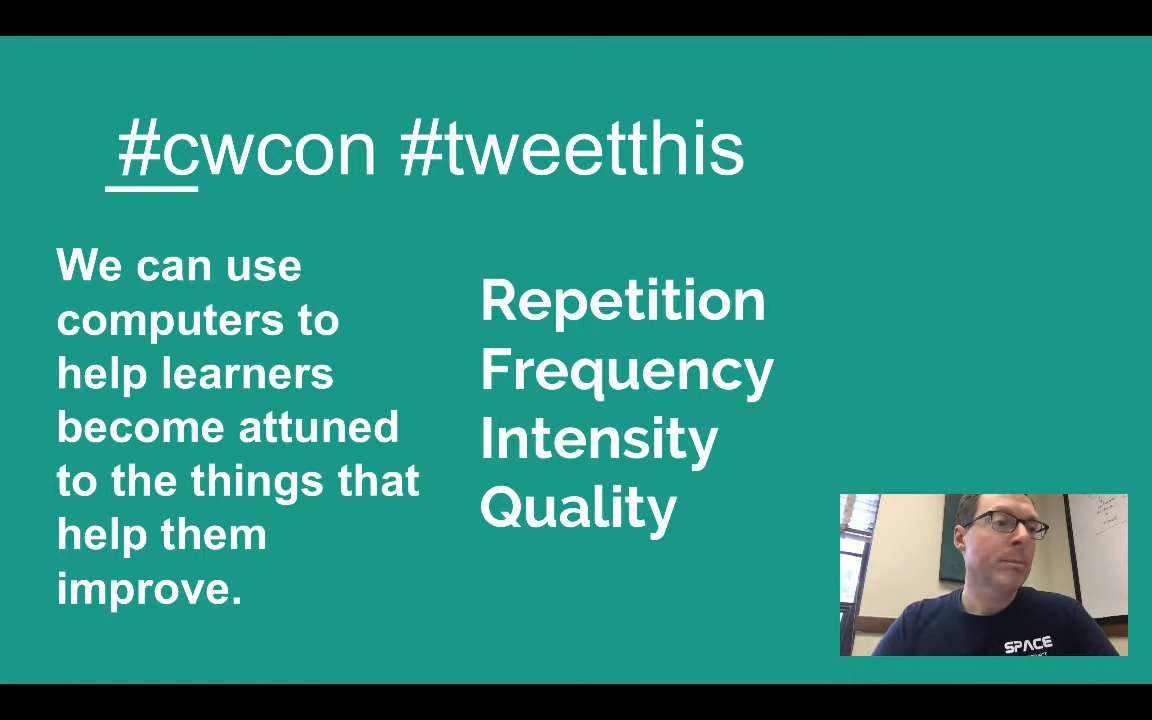 #cwcon #tweetthis
We can use
computers to
help learners
become attuned
to the things that
help them
improve.
Repetition
Frequency
Intensity
Quality
SPACE